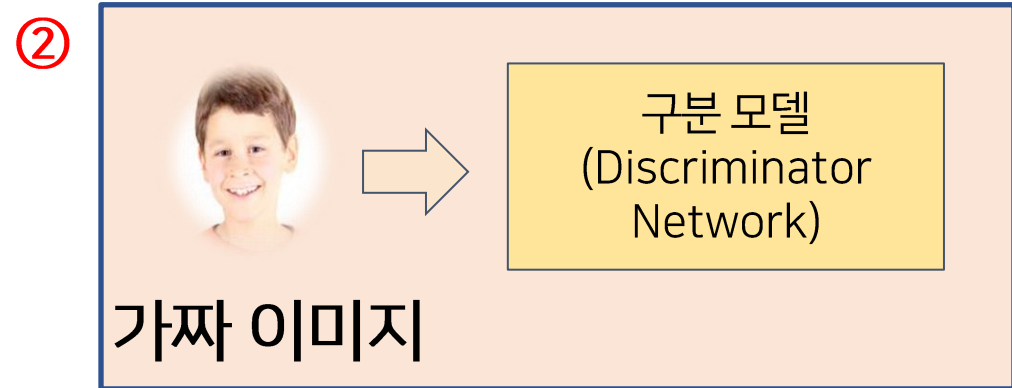 ②
구분 모델
(Discriminator
Network)
가짜 이미지